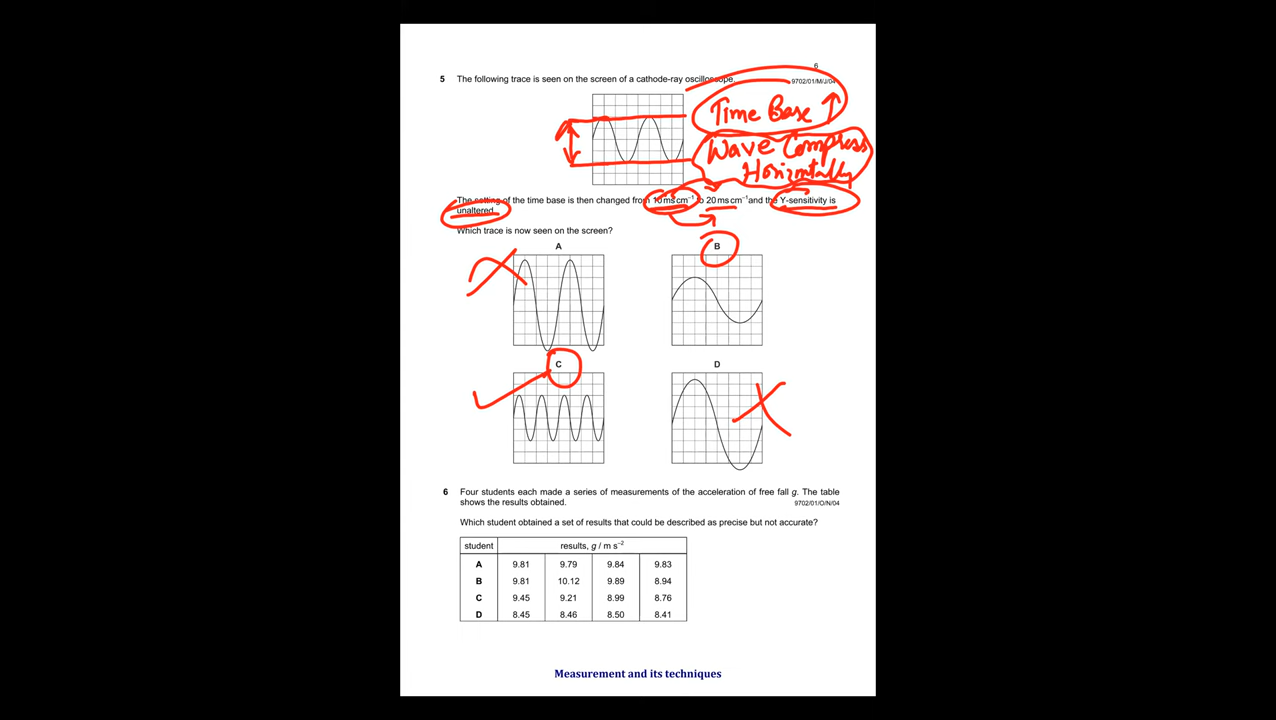 6
5 The following trace is seen on the screen of a cathode-ray oscilloscope.
9702/01/M/J/04
Time Base ↑
Wave Compress
Horizontally
The setting of the time base is then changed from 10 ms cm⁻¹ to 20 ms cm⁻¹ and the Y-sensitivity is
unaltered.
Which trace is now seen on the screen?
A B
C D
6 Four students each made a series of measurements of the acceleration of free fall g. The table
shows the results obtained. 9702/01/O/N/04
Which student obtained a set of results that could be described as precise but not accurate?
student results, g / m s⁻²
A 9.81 9.79 9.84 9.83
B 9.81 10.12 9.89 8.94
C 9.45 9.21 8.99 8.76
D 8.45 8.46 8.50 8.41
Measurement and its techniques